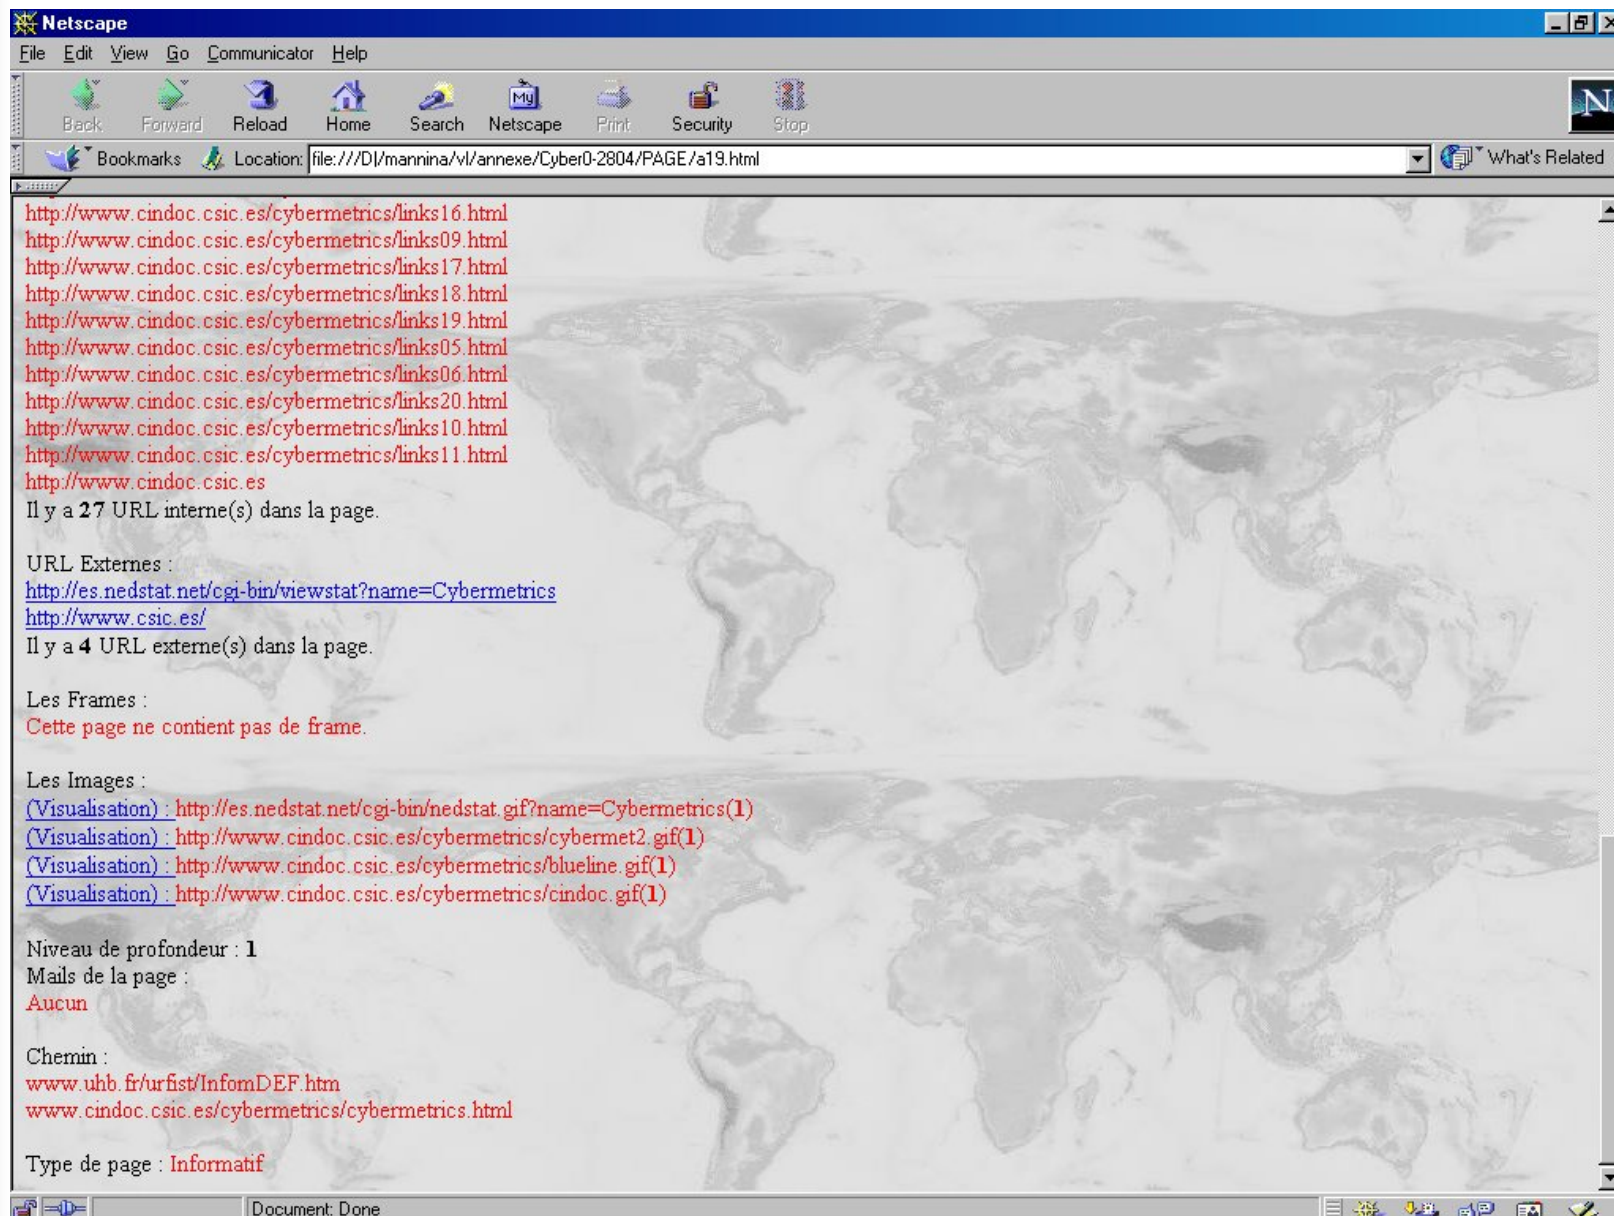 Netscape
File Edit View Go Communicator Help
My
N
Back Forward Reload Home Search Netscape Print Security Stop
Bookmarks Location: file:///D|/mannina/vl/annexe/Cyber0-2804/PAGE/a19.html What's Related
http://www.cindoc.csic.es/cybermetrics/links16.html
http://www.cindoc.csic.es/cybermetrics/links09.html
http://www.cindoc.csic.es/cybermetrics/links17.html
http://www.cindoc.csic.es/cybermetrics/links18.html
http://www.cindoc.csic.es/cybermetrics/links19.html
http://www.cindoc.csic.es/cybermetrics/links05.html
http://www.cindoc.csic.es/cybermetrics/links06.html
http://www.cindoc.csic.es/cybermetrics/links20.html
http://www.cindoc.csic.es/cybermetrics/links10.html
http://www.cindoc.csic.es/cybermetrics/links11.html
http://www.cindoc.csic.es
Il y a 27 URL interne(s) dans la page.
URL Externes :
http://es.nedstat.net/cgi-bin/viewstat?name=Cybermetrics
http://www.csic.es/
Il y a 4 URL externe(s) dans la page.
Les Frames :
Cette page ne contient pas de frame.
Les Images :
(Visualisation) : http://es.nedstat.net/cgi-bin/nedstat.gif?name=Cybermetrics(1)
(Visualisation) : http://www.cindoc.csic.es/cybermetrics/cybermet2.gif(1)
(Visualisation) : http://www.cindoc.csic.es/cybermetrics/blueline.gif(1)
(Visualisation) : http://www.cindoc.csic.es/cybermetrics/cindoc.gif(1)
Niveau de profondeur : 1
Mails de la page :
Aucun
Chemin :
www.uhb.fr/urfist/InfomDEF.htm
www.cindoc.csic.es/cybermetrics/cybermetrics.html
Type de page : Informatif
Document: Done